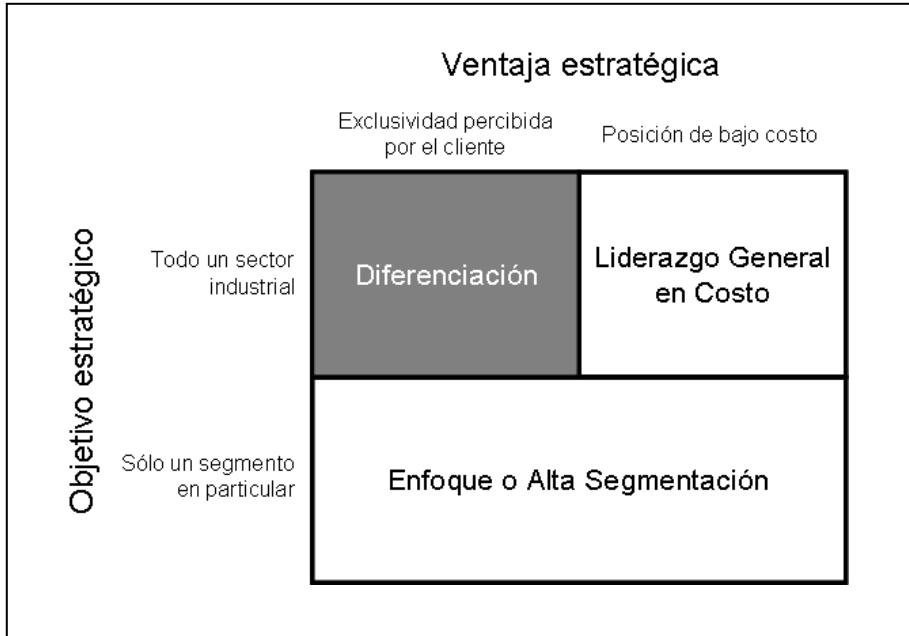 Ventaja estratégica
Exclusividad percibida
por el cliente
Posición de bajo costo
Objetivo estratégico
Todo un sector
industrial
Diferenciación
Liderazgo General
en Costo
Sólo un segmento
en particular
Enfoque o Alta Segmentación